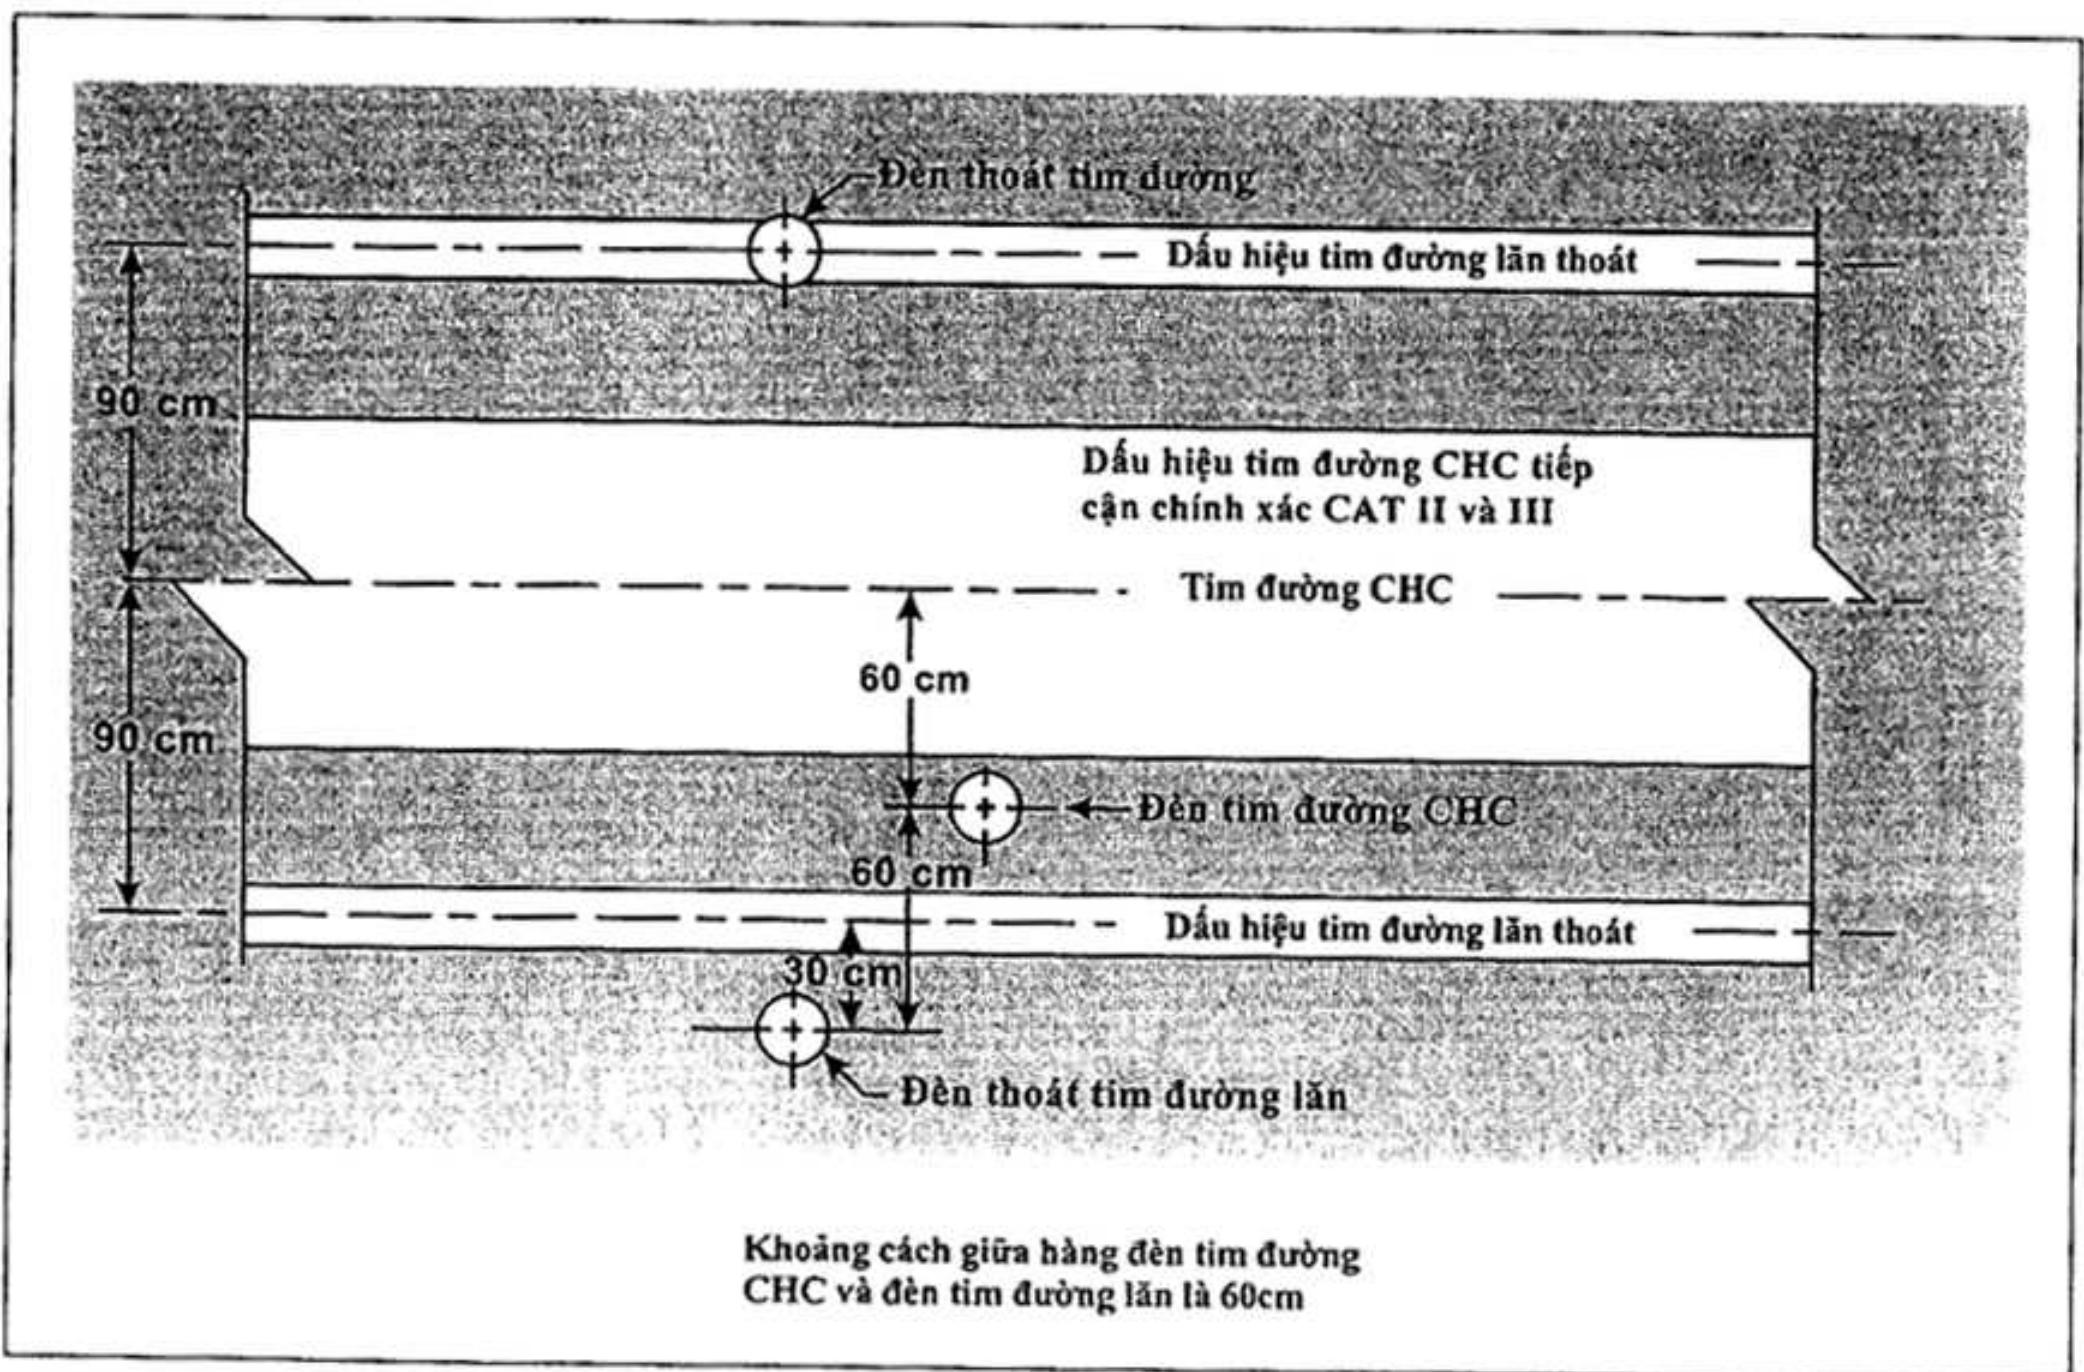 Đèn thoát tim đường
Dấu hiệu tim đường lăn thoát
90 cm
Dấu hiệu tim đường CHC tiếp
cận chính xác CAT II và III
Tim đường CHC
60 cm
90 cm
Đèn tim đường CHC
60 cm
Dấu hiệu tim đường lăn thoát
30 cm
Đèn thoát tim đường lăn
Khoảng cách giữa hàng đèn tim đường
CHC và đèn tim đường lăn là 60cm